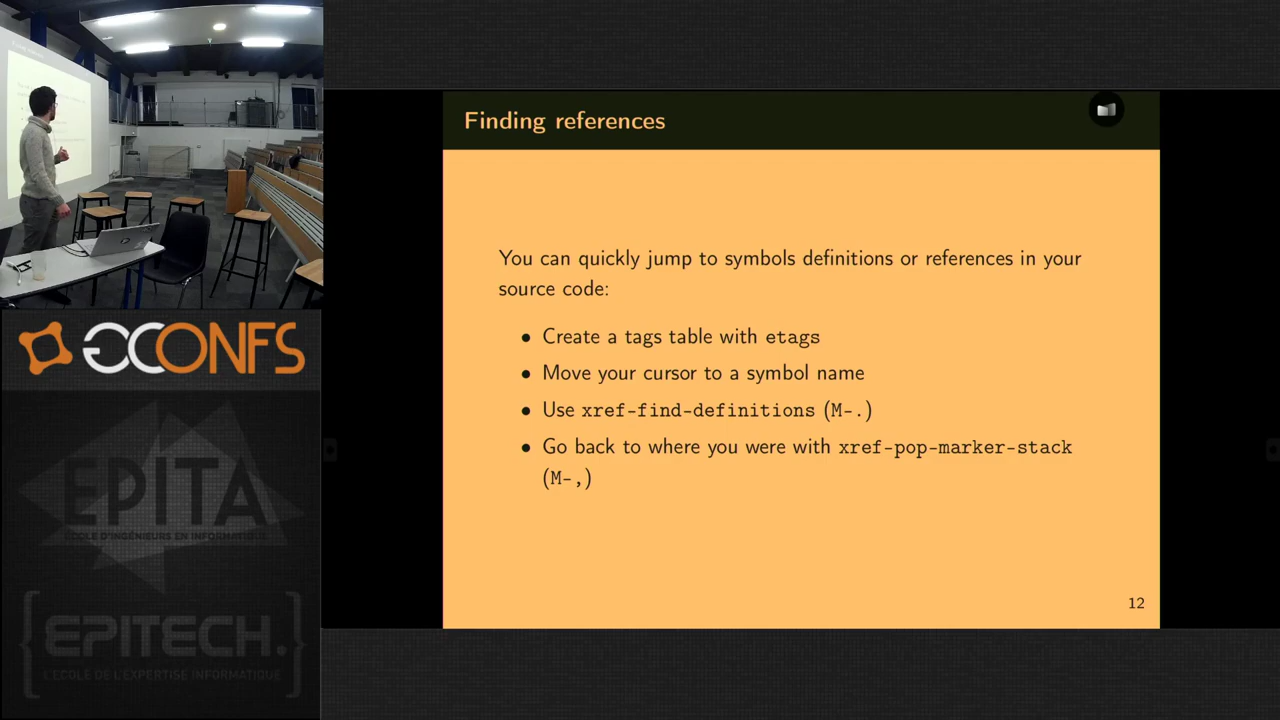 Finding references
You can quickly jump to symbols definitions or references in your
source code:
• Create a tags table with etags
• Move your cursor to a symbol name
• Use xref-find-definitions (M-.)
• Go back to where you were with xref-pop-marker-stack
(M-,)
12
GCONFS
EPITA
ÉCOLE D'INGÉNIEURS EN INFORMATIQUE
{EPITECH.}
L'ÉCOLE DE L'EXPERTISE INFORMATIQUE